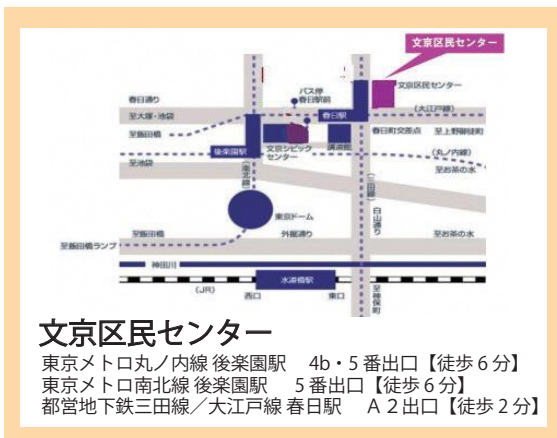 文京区民センター
バス停
春日駅前
文京区民センター
春日通り
(大江戸線)
至大塚・池袋
春日駅
至飯田橋
春日町交差点
至上野御徒町
後楽園駅
文京シビック
センター
講道館
(丸ノ内線)
至池袋
(南北線)
至お茶の水
(三田線)
白山通り
東京ドーム
至飯田橋
外堀通り
至お茶の水
至飯田橋ランプ
神田川
水道橋駅
(JR)
西口
東口
至神保町
文京区民センター
東京メトロ丸ノ内線 後楽園駅 4b・5番出口【徒歩6分】
東京メトロ南北線 後楽園駅 5番出口【徒歩6分】
都営地下鉄三田線／大江戸線 春日駅 A2出口【徒歩2分】